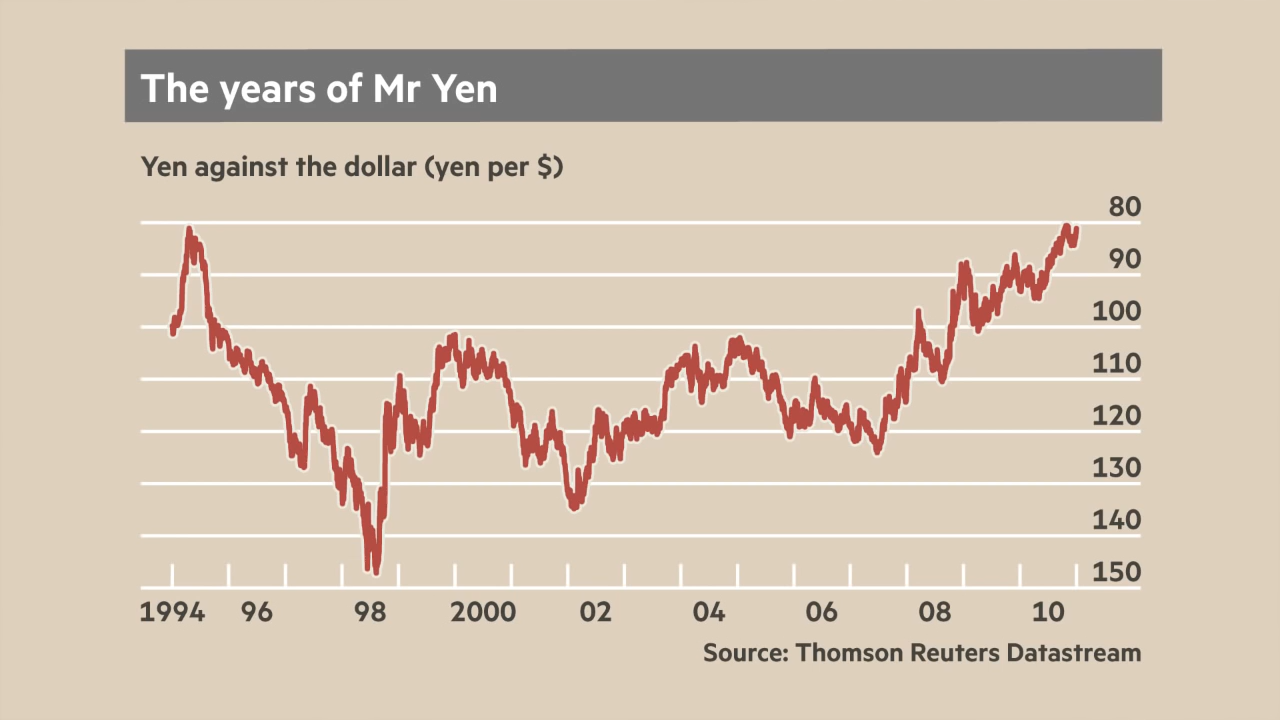 The years of Mr Yen
Yen against the dollar (yen per $)
80
90
100
110
120
130
140
150
1994 96 98 2000 02 04 06 08 10
Source: Thomson Reuters Datastream